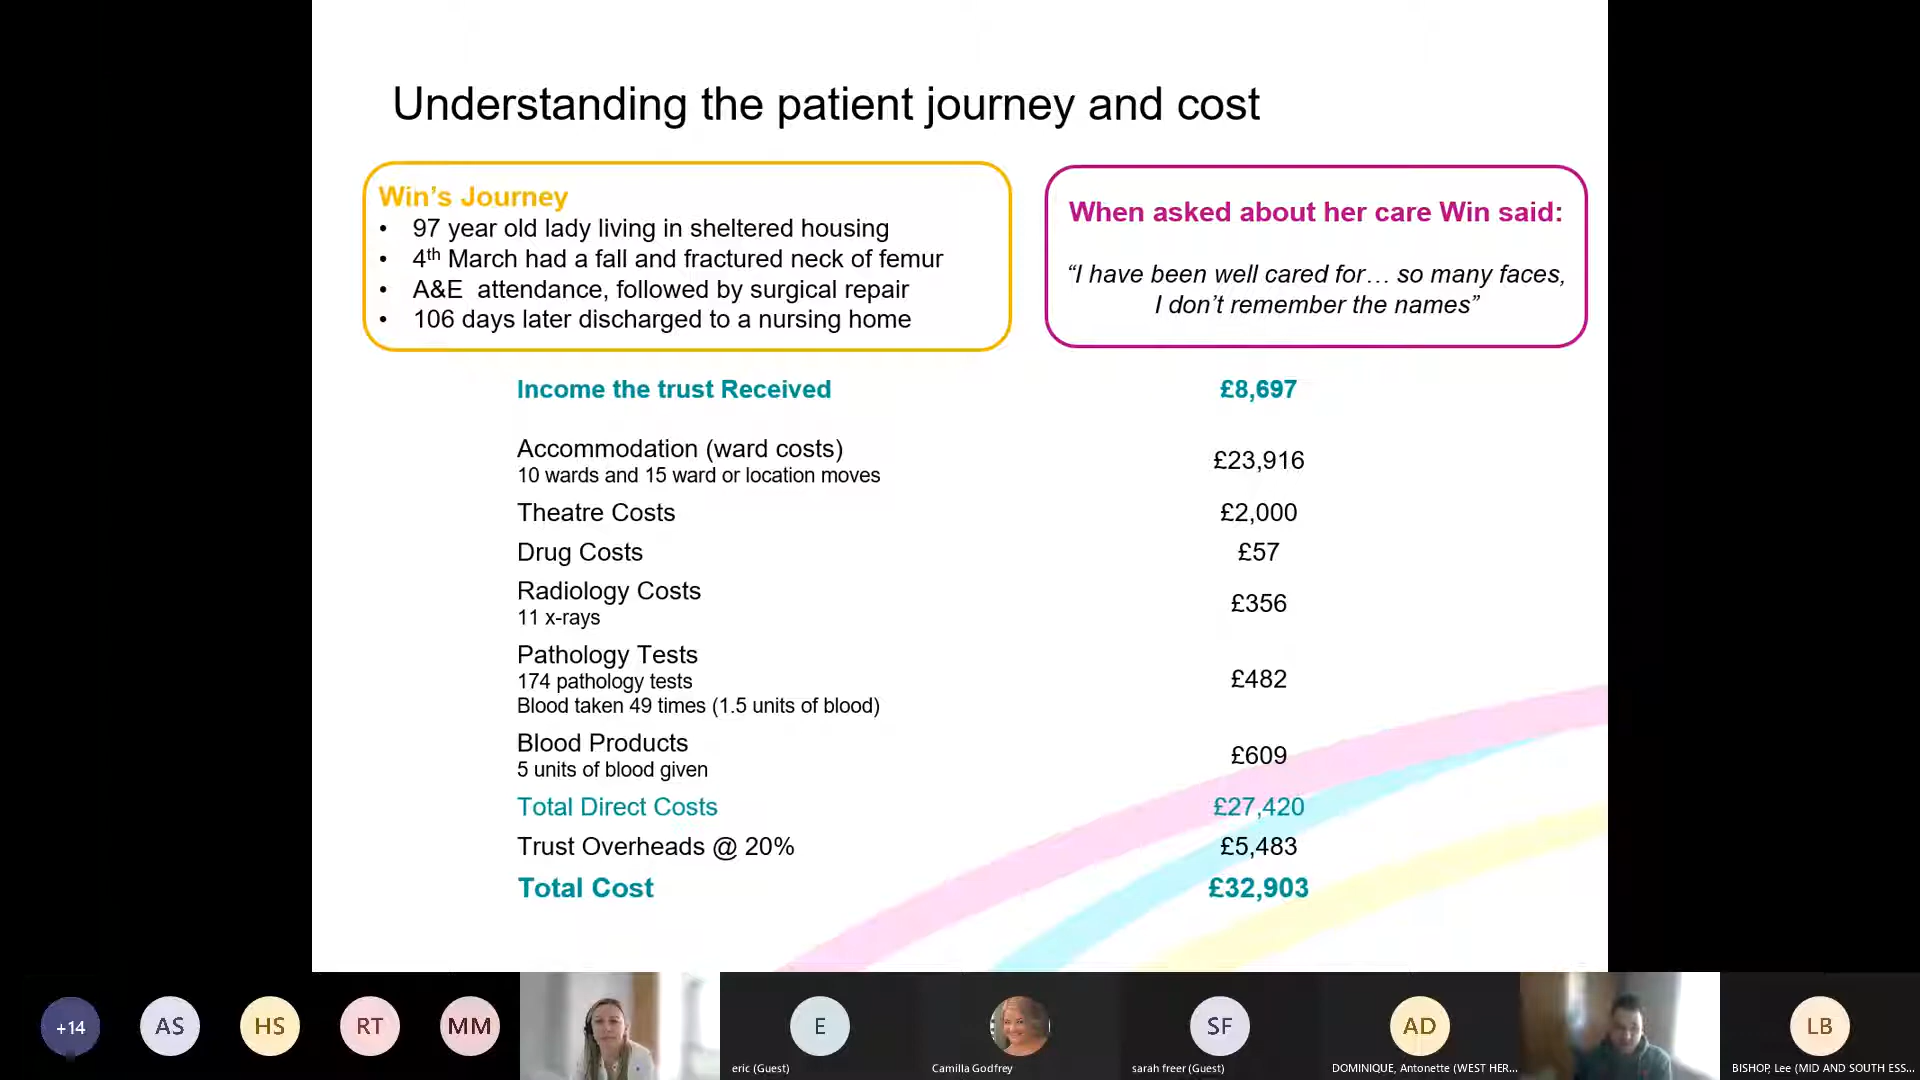 Understanding the patient journey and cost
Win's Journey
• 97 year old lady living in sheltered housing
• 4th March had a fall and fractured neck of femur
• A&E  attendance, followed by surgical repair
• 106 days later discharged to a nursing home
When asked about her care Win said:
“I have been well cared for… so many faces,
I don't remember the names”
Income the trust Received £8,697
Accommodation (ward costs) £23,916
10 wards and 15 ward or location moves
Theatre Costs £2,000
Drug Costs £57
Radiology Costs £356
11 x-rays
Pathology Tests
174 pathology tests £482
Blood taken 49 times (1.5 units of blood)
Blood Products £609
5 units of blood given
Total Direct Costs £27,420
Trust Overheads @ 20% £5,483
Total Cost £32,903
+14 AS HS RT MM E SF AD LB
eric (Guest) Camilla Godfrey sarah freer (Guest) DOMINIQUE, Antonette (WEST HER... BISHOP, Lee (MID AND SOUTH ESS...